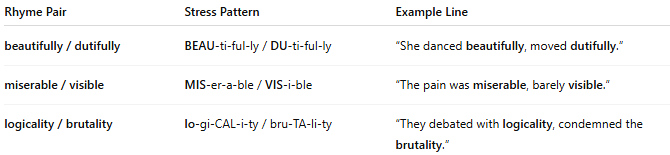 Rhyme Pair Stress Pattern Example Line
beautifully / dutifully BEAU-ti-ful-ly / DU-ti-ful-ly “She danced beautifully, moved dutifully.”
miserable / visible MIS-er-a-ble / VIS-i-ble “The pain was miserable, barely visible.”
logicality / brutality lo-gi-CAL-i-ty / bru-TA-li-ty “They debated with logicality, condemned the
brutality.”